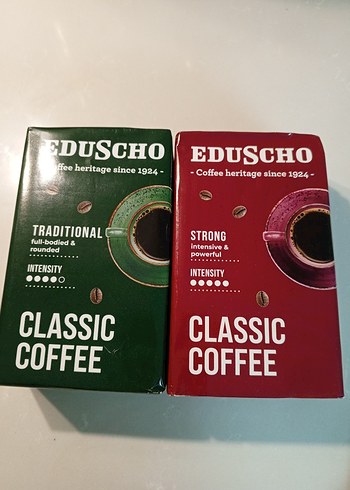 EDUSCHO
Coffee heritage since 1924 -
TRADITIONAL
full-bodied &
rounded
INTENSITY
CLASSIC
COFFEE
EDUSCHO
- Coffee heritage since 1924 -
STRONG
intensive &
powerful
INTENSITY
CLASSIC
COFFEE